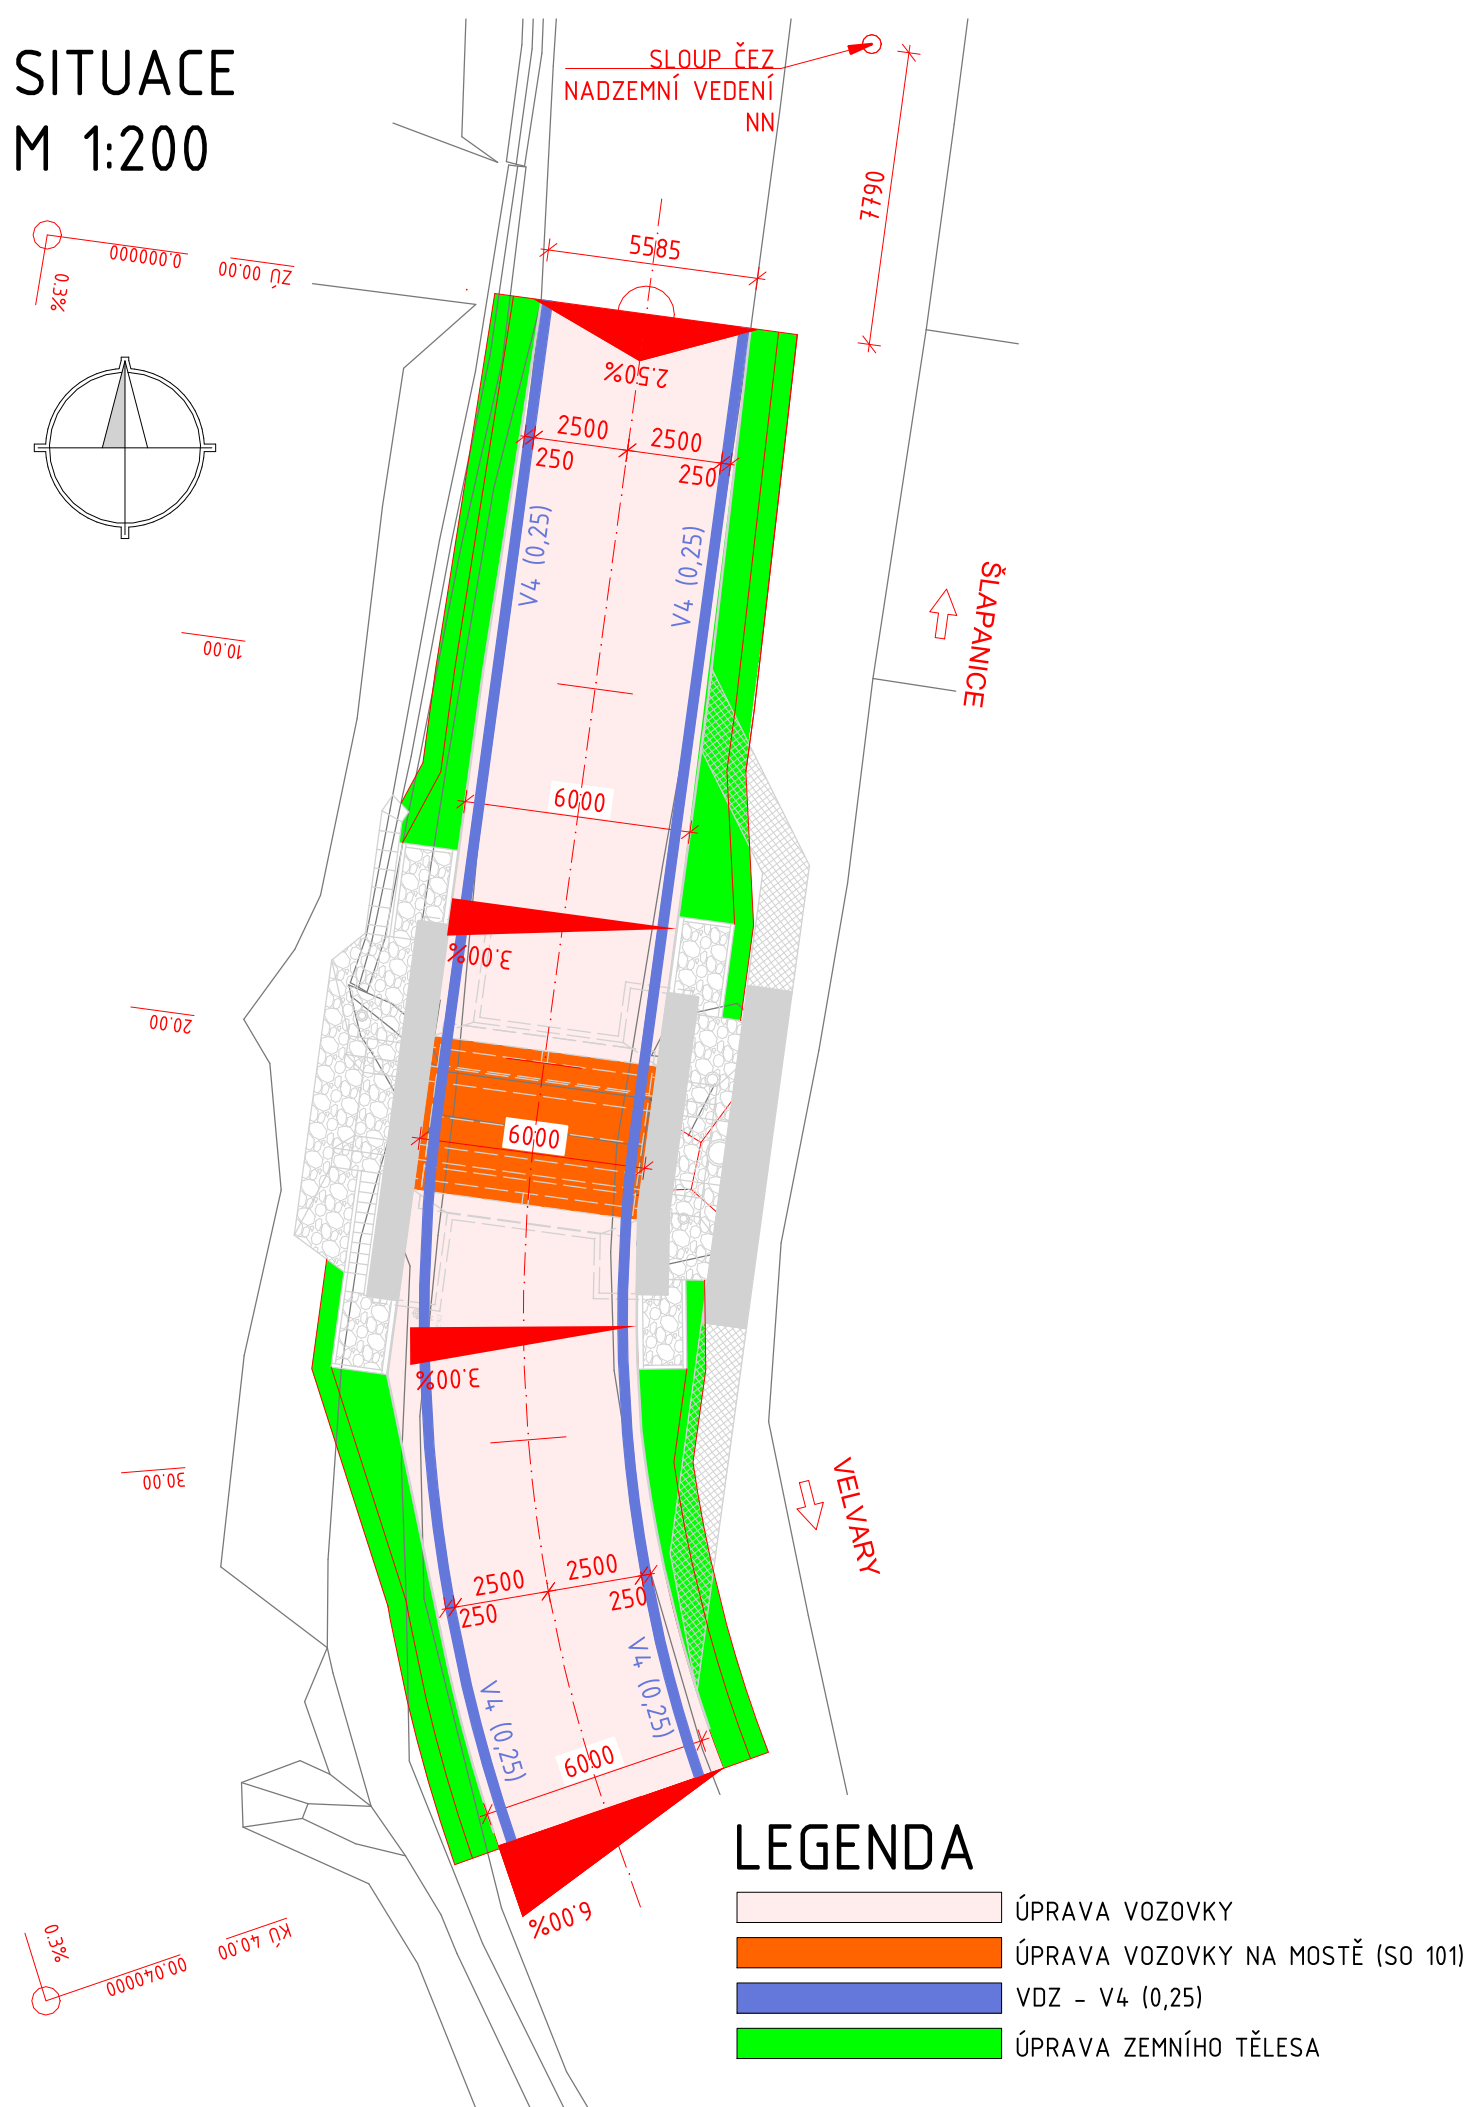 SITUACE
M 1:200
SLOUP ČEZ
NADZEMNÍ VEDENÍ
NN
7790
5585
0.000000
ZÚ 00.00
0.3%
2.50%
2500
2500
250
250
V4 (0,25)
V4 (0,25)
ŠLAPANICE
10.00
6000
3.00%
20.00
6000
3.00%
30.00
VELVARY
2500
2500
250
250
V4 (0,25)
V4 (0,25)
6000
6.00%
KÚ 40.00
0.3%
00.040000
LEGENDA
ÚPRAVA VOZOVKY
ÚPRAVA VOZOVKY NA MOSTĚ (SO 101)
VDZ - V4 (0,25)
ÚPRAVA ZEMNÍHO TĚLESA